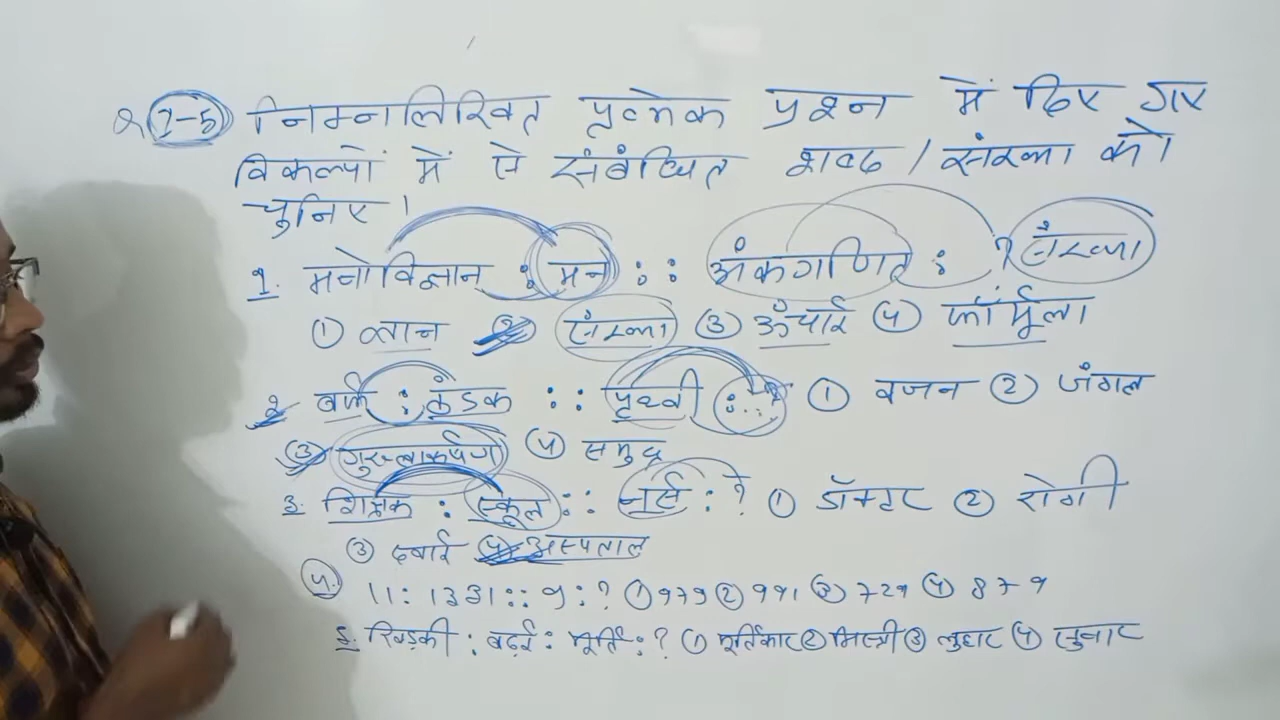 Q (1-5) निम्नलिखित प्रत्येक प्रश्न में दिए गए
विकल्पों में से संबंधित शब्द / संख्या को
चुनिए।
1. मनोविज्ञान : मन :: अंकगणित : ? संख्या
① लाभ ② संख्या ③ ऊँचाई ④ फॉर्मूला
2. बर्फ : ठंडक :: पृथ्वी : ? ① वजन ② जंगल
③ गुरुत्वाकर्षण ④ समुद्र
3. शिक्षक : स्कूल :: नर्स : ? ① डॉक्टर ② रोगी
③ दवाई ④ अस्पताल
4. 11 : 1331 :: 9 : ? ① 979 ② 991 ③ 729 ④ 879
5. खिड़की : बढ़ई : मूर्ति : ? ① मूर्तिकार ② मिस्त्री ③ लुहार ④ सुनार